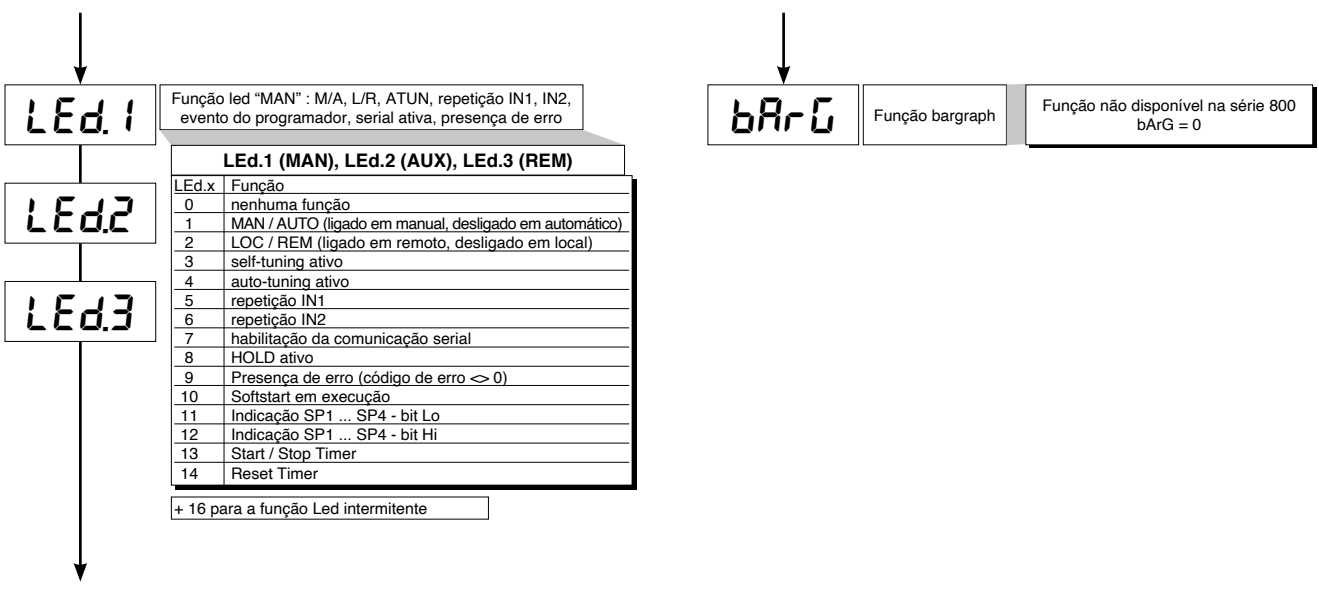 LEd.1
Função led “MAN” : M/A, L/R, ATUN, repetição IN1, IN2,
evento do programador, serial ativa, presença de erro
LEd.1 (MAN), LEd.2 (AUX), LEd.3 (REM)
LEd.x Função
0 nenhuma função
1 MAN / AUTO (ligado em manual, desligado em automático)
2 LOC / REM (ligado em remoto, desligado em local)
3 self-tuning ativo
4 auto-tuning ativo
5 repetição IN1
6 repetição IN2
7 habilitação da comunicação serial
8 HOLD ativo
9 Presença de erro (código de erro <> 0)
10 Softstart em execução
11 Indicação SP1 ... SP4 - bit Lo
12 Indicação SP1 ... SP4 - bit Hi
13 Start / Stop Timer
14 Reset Timer
+ 16 para a função Led intermitente
LEd.2
LEd.3
bArG
Função bargraph
Função não disponível na série 800
bArG = 0